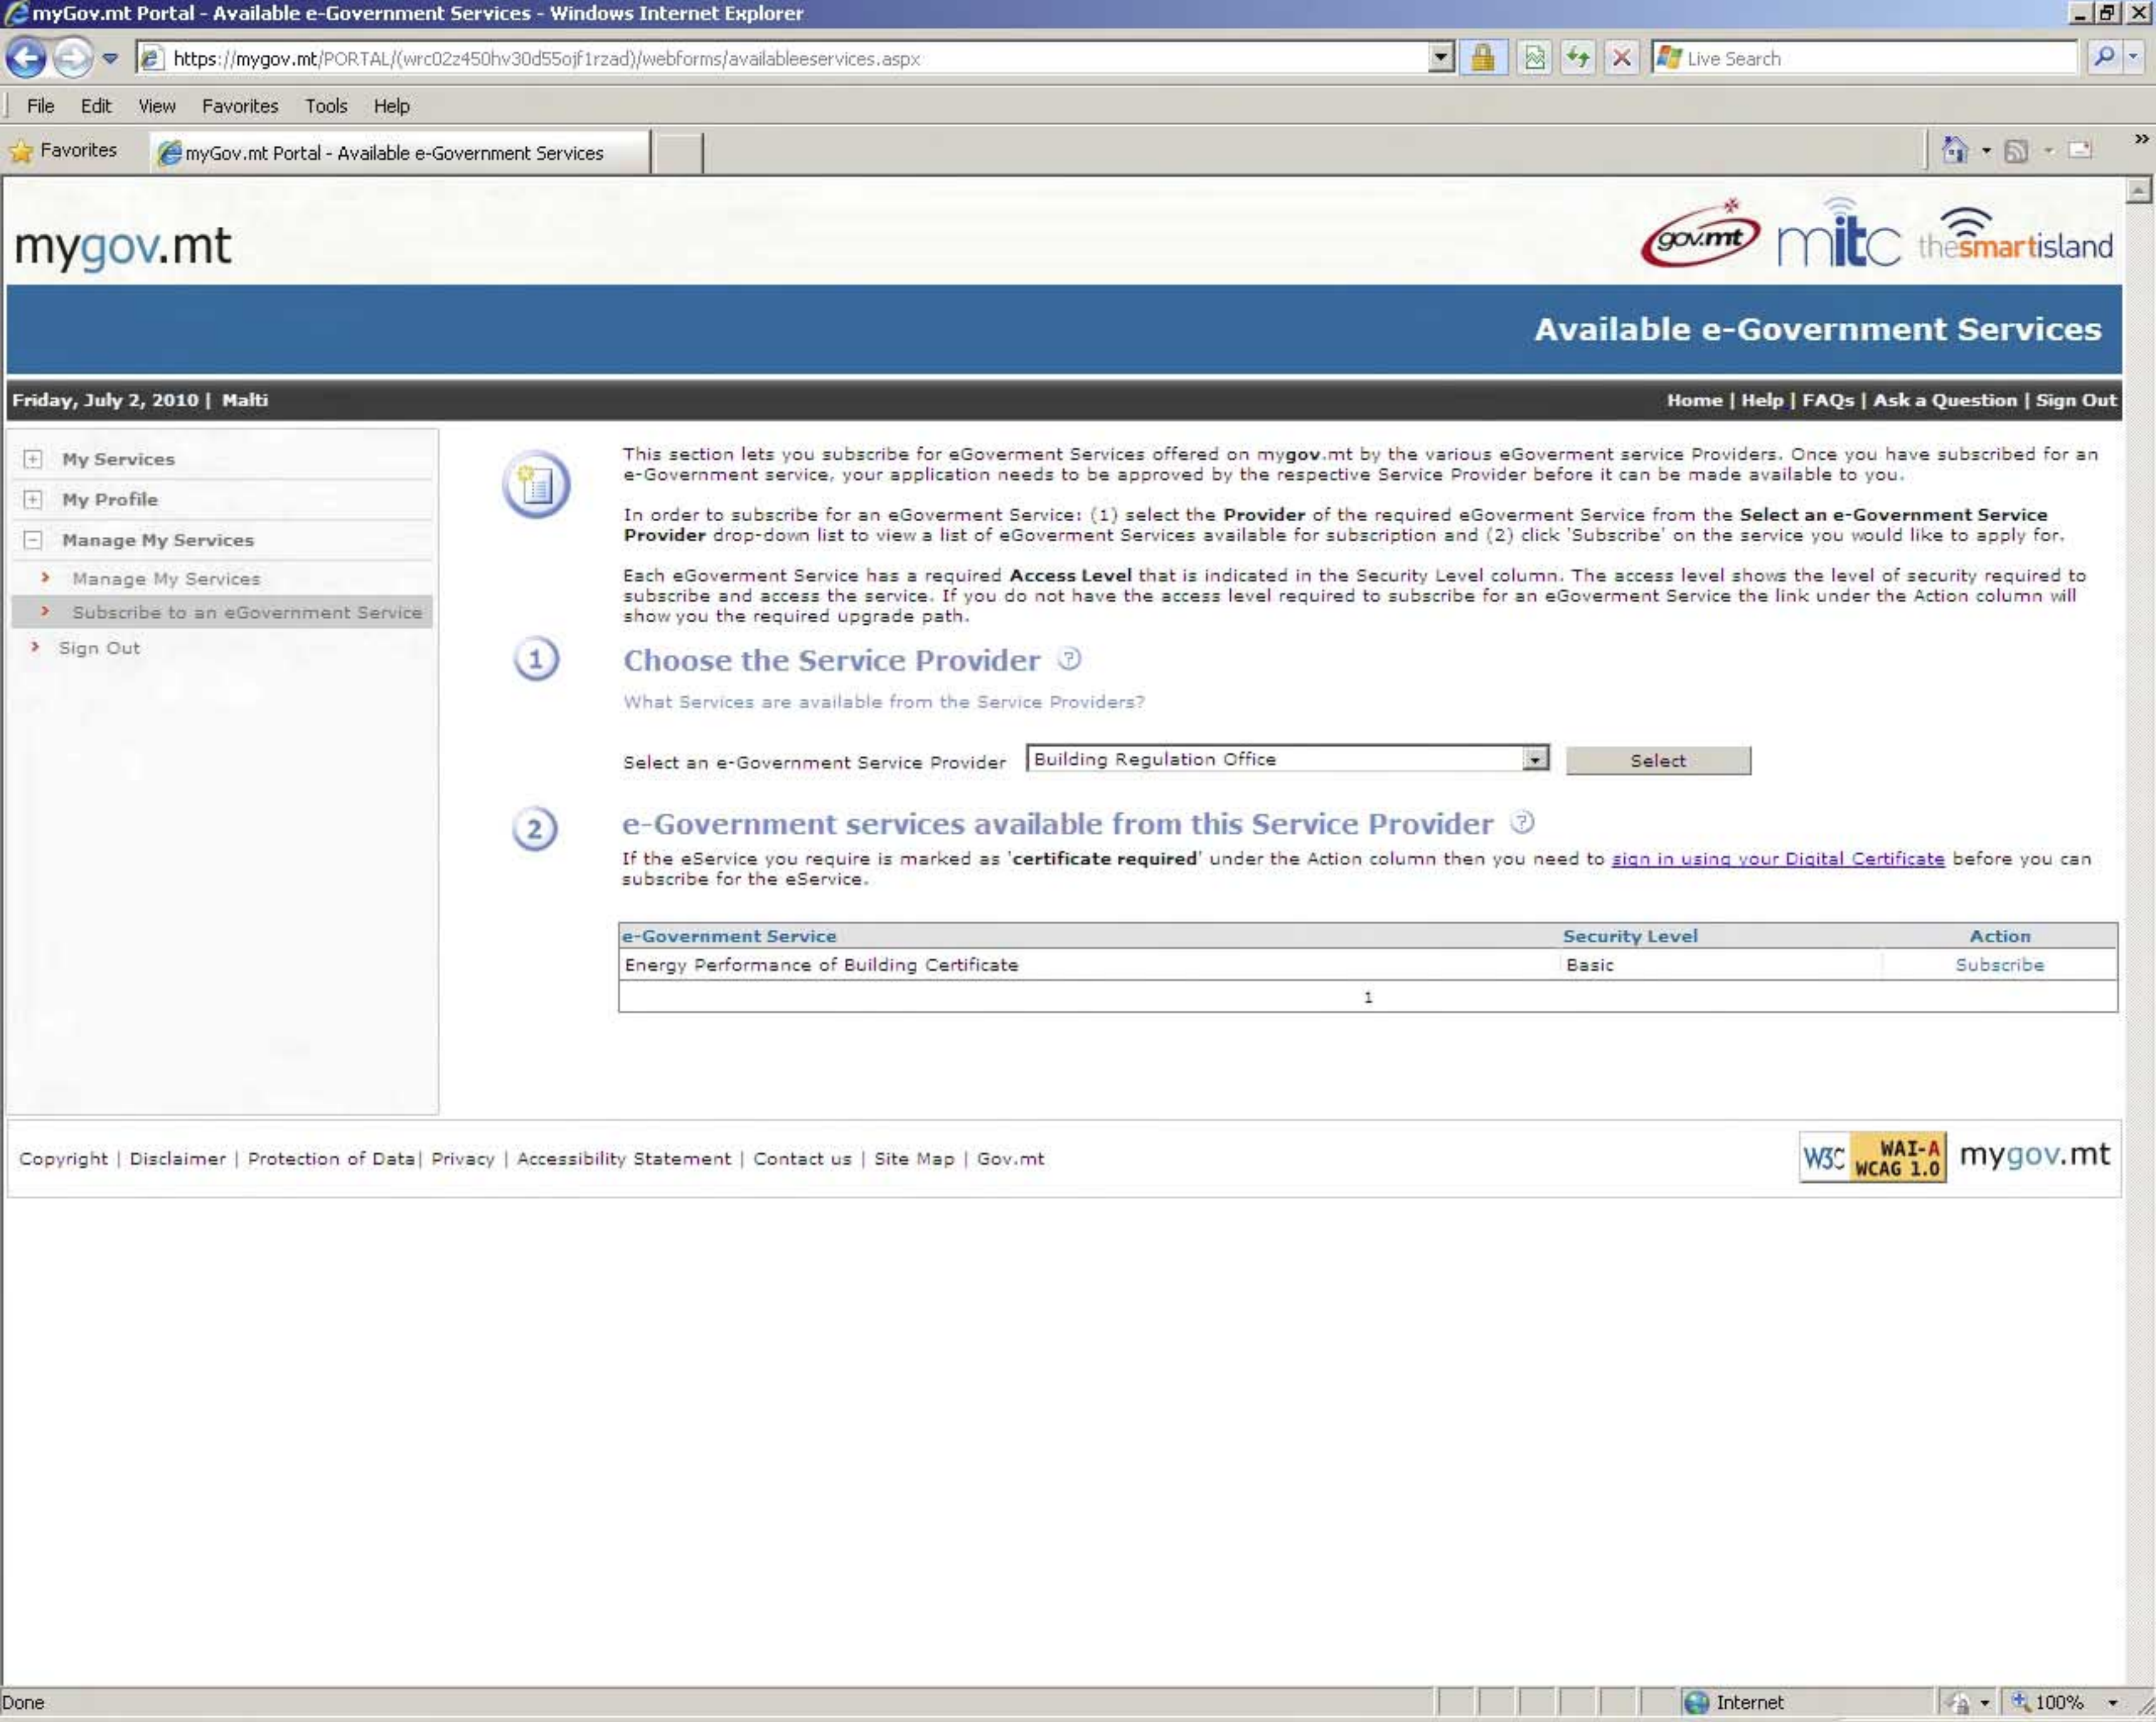 myGov.mt Portal - Available e-Government Services - Windows Internet Explorer
https://mygov.mt/PORTAL/(wrc02z450hv30d55ojf1rzad)/webforms/availableeservices.aspx
Live Search
File Edit View Favorites Tools Help
Favorites
myGov.mt Portal - Available e-Government Services
mygov.mt
gov.mt
mitc
thesmartisland
Available e-Government Services
Friday, July 2, 2010 | Malti
Home | Help | FAQs | Ask a Question | Sign Out
My Services
My Profile
Manage My Services
Manage My Services
Subscribe to an eGovernment Service
Sign Out
This section lets you subscribe for eGoverment Services offered on mygov.mt by the various eGoverment service Providers. Once you have subscribed for an
e-Government service, your application needs to be approved by the respective Service Provider before it can be made available to you.
In order to subscribe for an eGoverment Service: (1) select the Provider of the required eGoverment Service from the Select an e-Government Service
Provider drop-down list to view a list of eGoverment Services available for subscription and (2) click 'Subscribe' on the service you would like to apply for.
Each eGoverment Service has a required Access Level that is indicated in the Security Level column. The access level shows the level of security required to
subscribe and access the service. If you do not have the access level required to subscribe for an eGoverment Service the link under the Action column will
show you the required upgrade path.
1
Choose the Service Provider ?
What Services are available from the Service Providers?
Select an e-Government Service Provider Building Regulation Office Select
2
e-Government services available from this Service Provider ?
If the eService you require is marked as 'certificate required' under the Action column then you need to sign in using your Digital Certificate before you can
subscribe for the eService.
e-Government Service Security Level Action
Energy Performance of Building Certificate Basic Subscribe
1
Copyright | Disclaimer | Protection of Data| Privacy | Accessibility Statement | Contact us | Site Map | Gov.mt
W3C WAI-A WCAG 1.0
mygov.mt
Done
Internet
100%